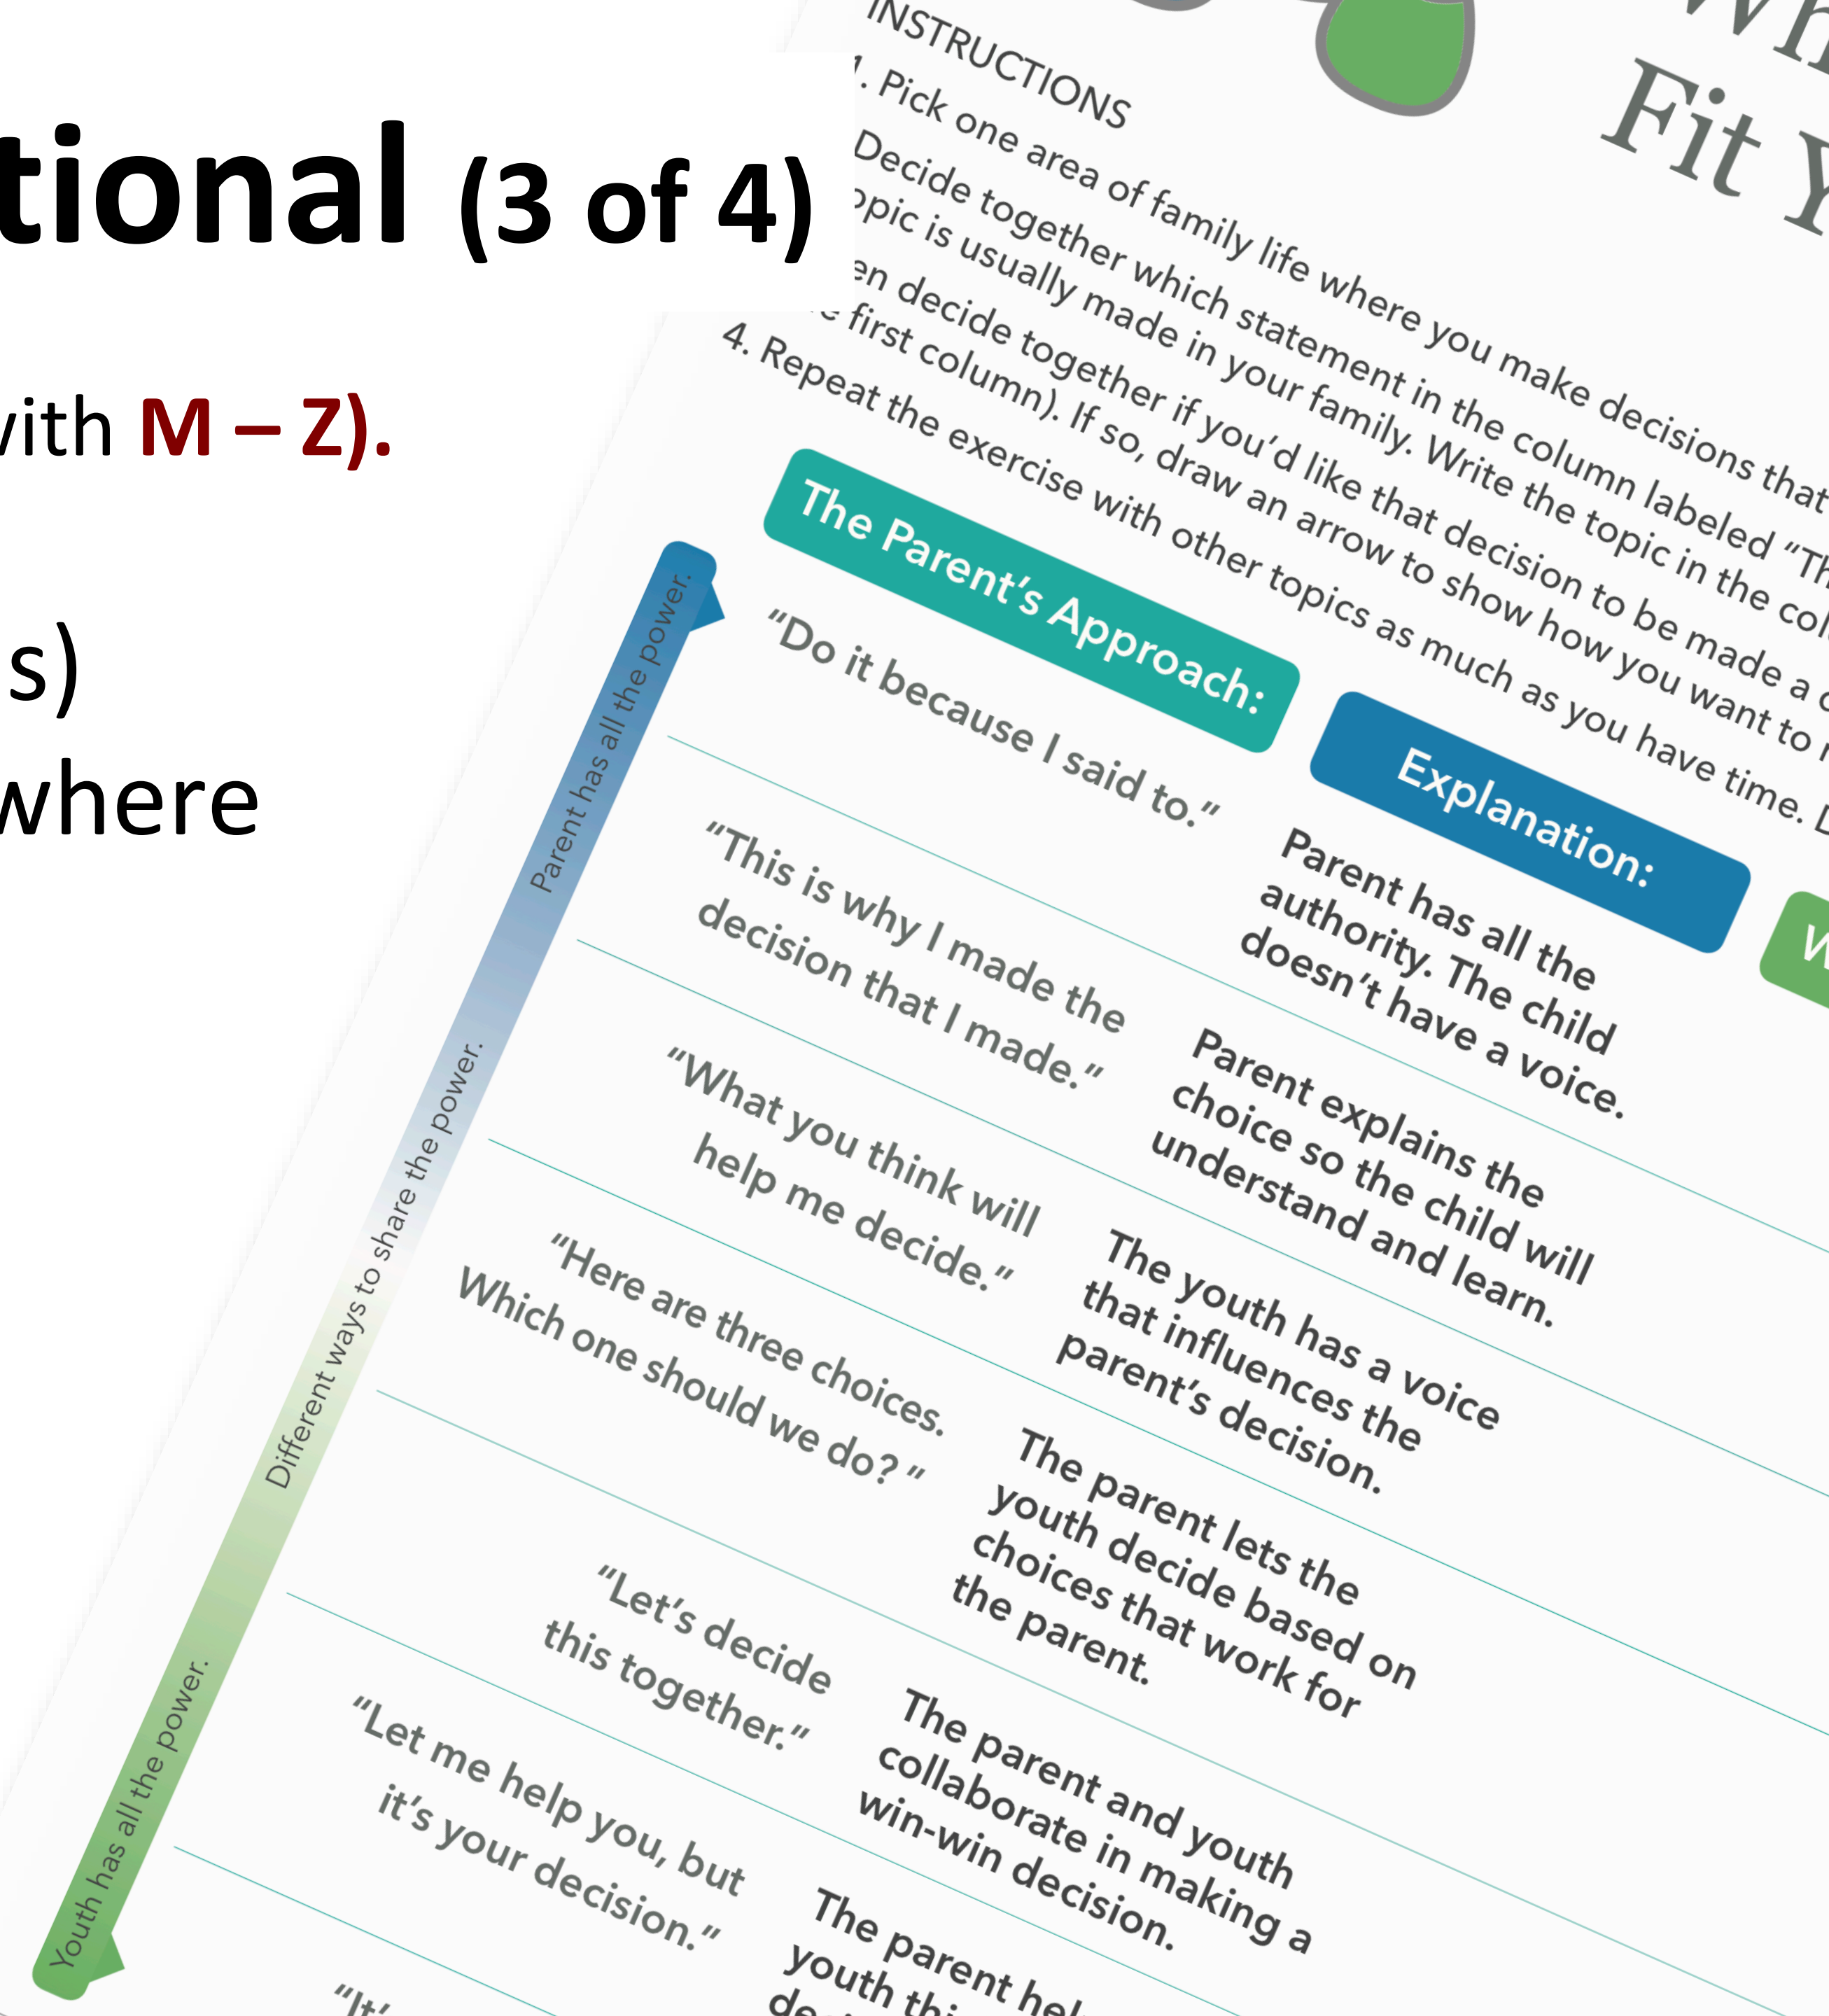 tional (3 of 4)
with M – Z).
s)
where
Fit
INSTRUCTIONS
1. Pick one area of family life where you make decisions that
Decide together which statement in the column labeled “Th
opic is usually made in your family. Write the topic in the col
en decide together if you’d like that decision to be made a
first column). If so, draw an arrow to show how you want to
4. Repeat the exercise with other topics as much as you have time.
The Parent’s Approach:
Explanation:
Parent has all the power.
Different ways to share the power.
Youth has all the power.
“Do it because I said to.”
Parent has all the
authority. The child
doesn’t have a voice.
“This is why I made the
decision that I made.”
Parent explains the
choice so the child will
understand and learn.
“What you think will
help me decide.”
The youth has a voice
that influences the
parent’s decision.
“Here are three choices.
Which one should we do? ”
The parent lets the
youth decide based on
choices that work for
the parent.
“Let’s decide
this together.”
The parent and youth
collaborate in making a
win-win decision.
“Let me help you, but
it’s your decision.”
The parent hel
youth thi
de
“It’